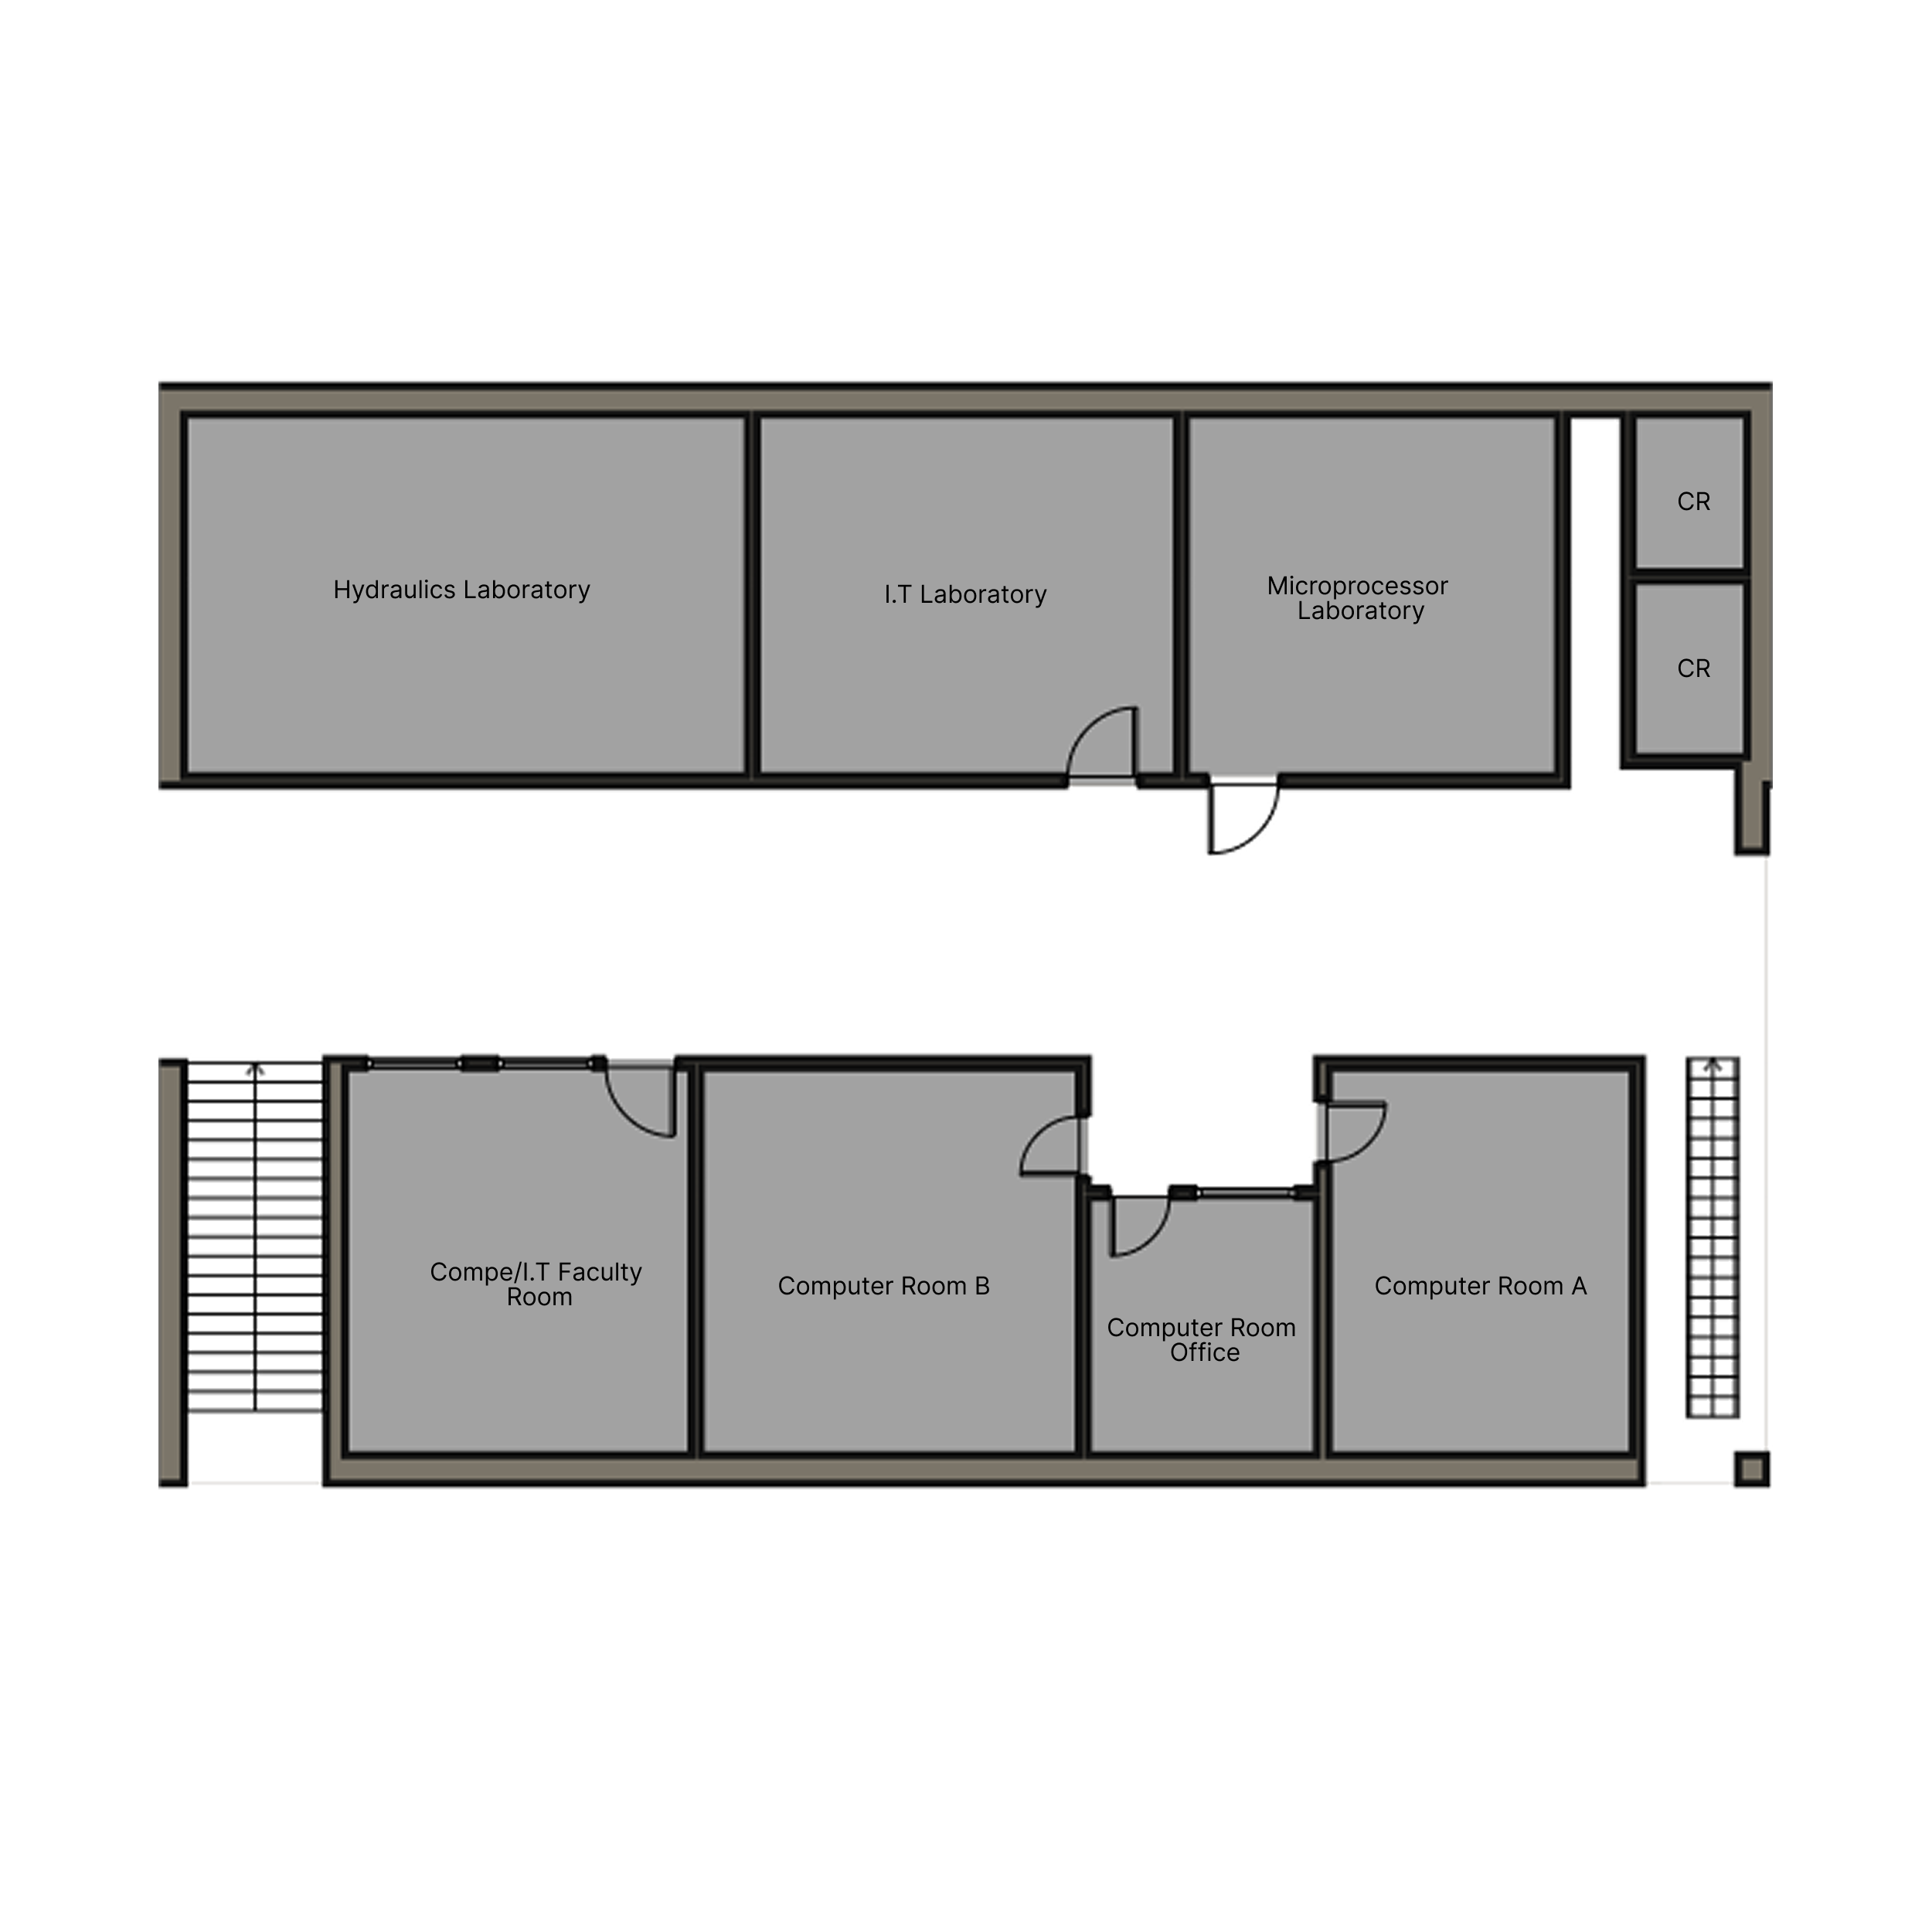 Hydraulics Laboratory
I.T Laboratory
Microprocessor
Laboratory
CR
CR
Compe/I.T Faculty
Room
Computer Room B
Computer Room
Office
Computer Room A